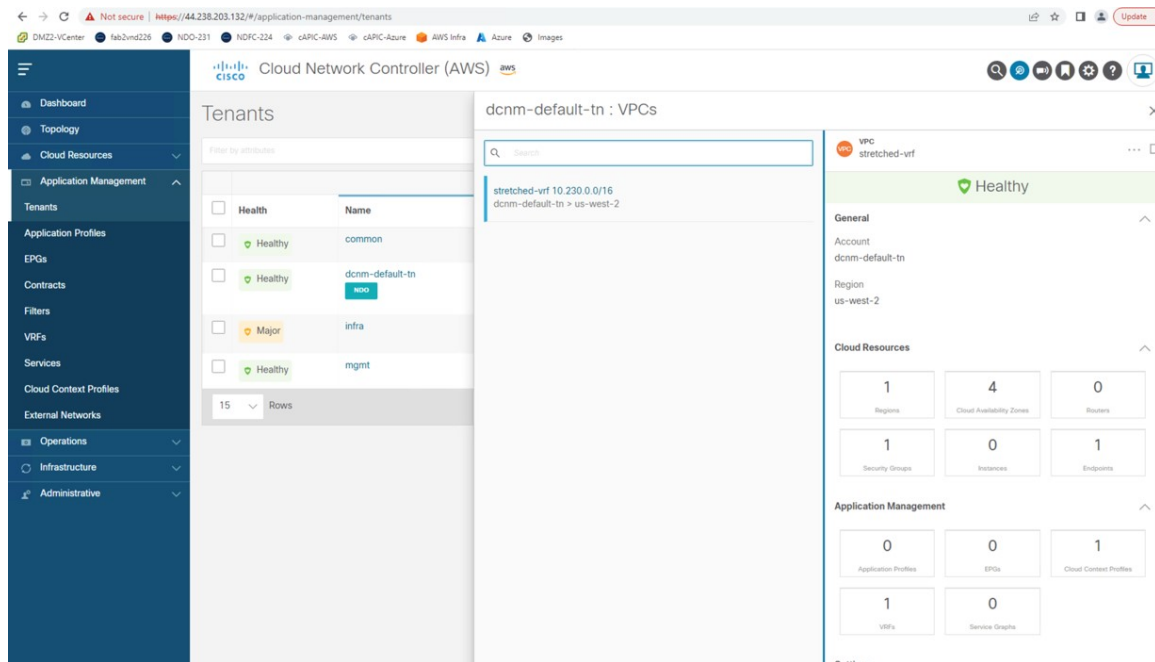 Not secure | https://44.238.203.132/#/application-management/tenants
Update
DMZ2-VCenter
fab2vnd226
NDO-231
NDFC-224
cAPIC-AWS
cAPIC-Azure
AWS Infra
Azure
Images
CISCO
Cloud Network Controller (AWS)
aws
Dashboard
Topology
Cloud Resources
Application Management
Tenants
Application Profiles
EPGs
Contracts
Filters
VRFs
Services
Cloud Context Profiles
External Networks
Operations
Infrastructure
Administrative
Tenants
Filter by attributes
Health
Name
Healthy
common
Healthy
dcnm-default-tn
NDO
Major
infra
Healthy
mgmt
15
Rows
dcnm-default-tn : VPCs
Search
stretched-vrf 10.230.0.0/16
dcnm-default-tn > us-west-2
VPC
VPC
stretched-vrf
Healthy
General
Account
dcnm-default-tn
Region
us-west-2
Cloud Resources
1
Regions
4
Cloud Availability Zones
0
Routers
1
Security Groups
0
Instances
1
Endpoints
Application Management
0
Application Profiles
0
EPGs
1
Cloud Context Profiles
1
VRFs
0
Service Graphs